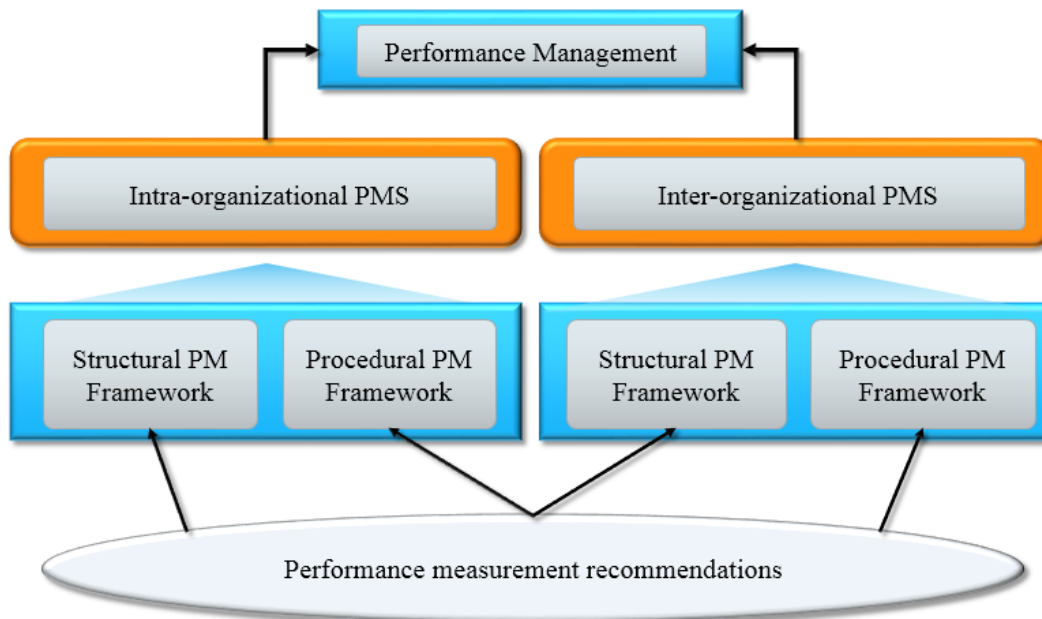 Performance Management
Intra-organizational PMS
Inter-organizational PMS
Structural PM
Framework
Procedural PM
Framework
Structural PM
Framework
Procedural PM
Framework
Performance measurement recommendations